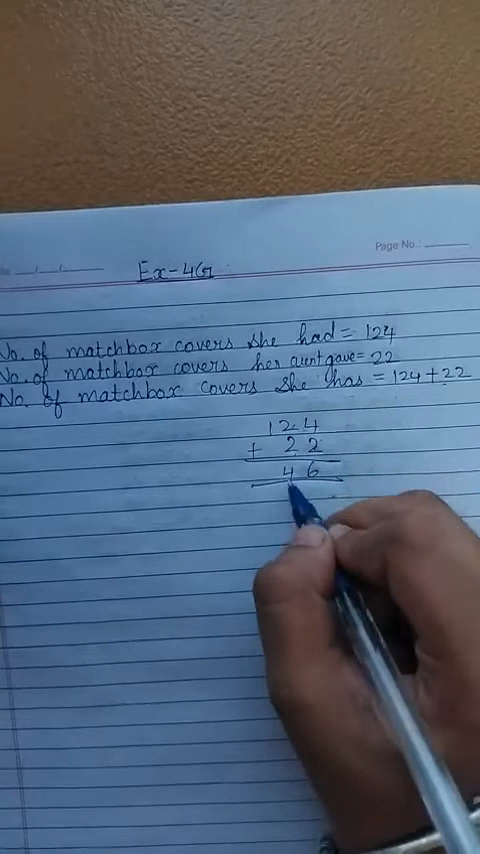 Page No.:
Ex-4G
No. of matchbox covers she had = 124
No. of matchbox covers her aunt gave = 22
No. of matchbox covers she has = 124 + 22
124
+ 22
46